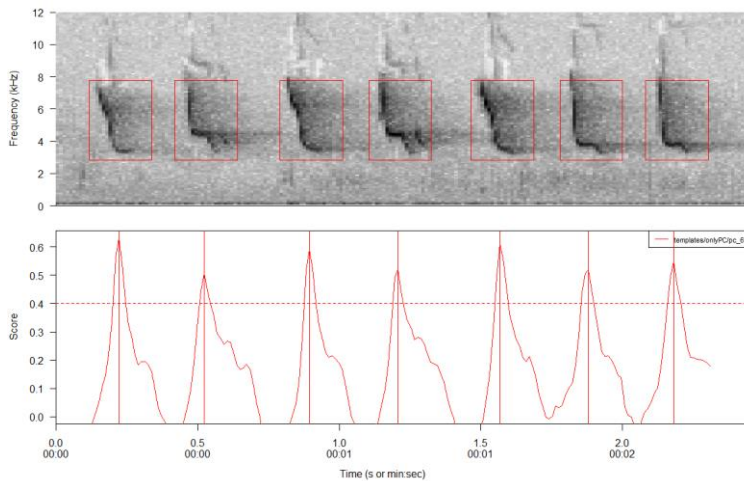 12
10
8
6
4
2
0
Frequency (kHz)
templates/onlyPC/pc_6
0.6
0.5
0.4
0.3
0.2
0.1
0.0
Score
0.0 0.5 1.0 1.5 2.0
00:00 00:00 00:01 00:01 00:02
Time (s or min:sec)